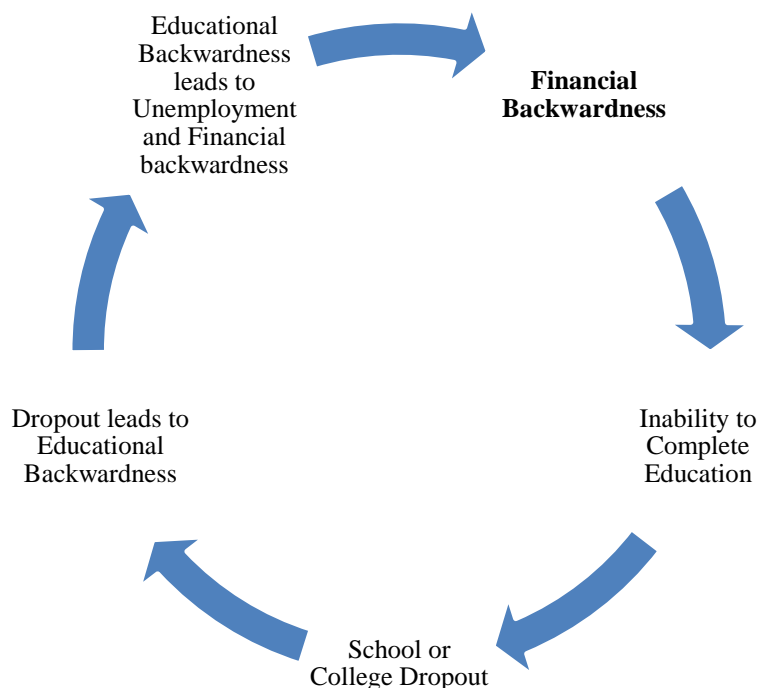 Educational
Backwardness
leads to
Unemployment
and Financial
backwardness
Financial
Backwardness
Inability to
Complete
Education
School or
College Dropout
Dropout leads to
Educational
Backwardness